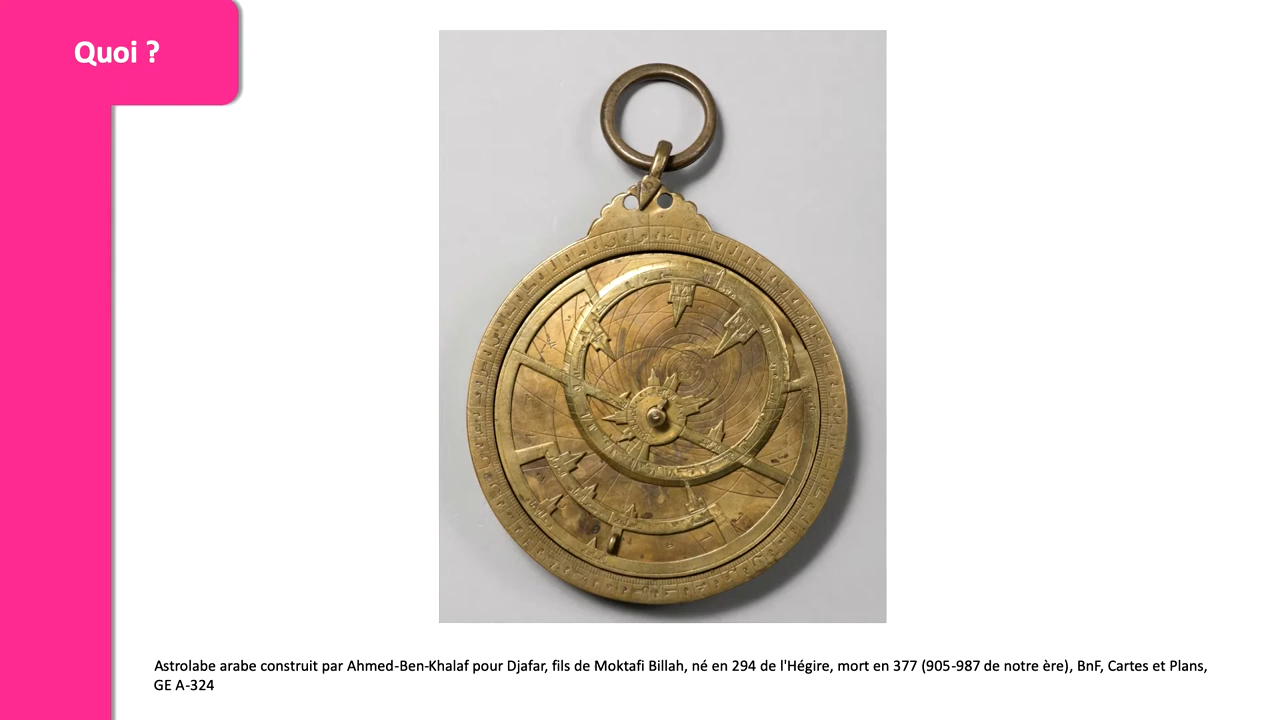 Quoi ?
Astrolabe arabe construit par Ahmed-Ben-Khalaf pour Djafar, fils de Moktafi Billah, né en 294 de l'Hégire, mort en 377 (905-987 de notre ère), BnF, Cartes et Plans,
GE A-324